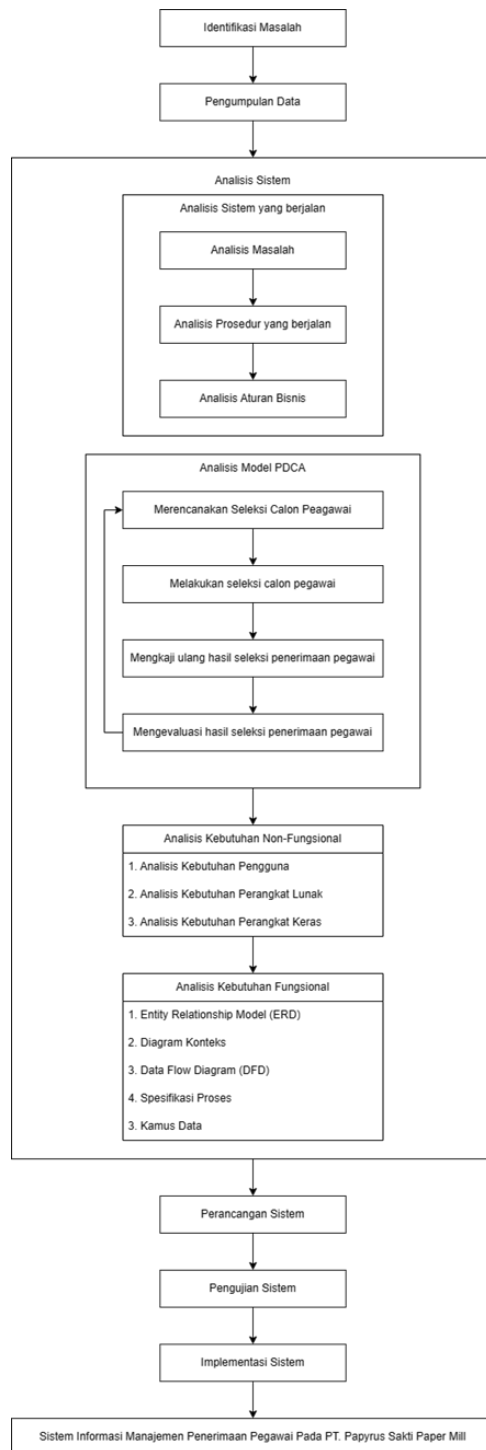 Identifikasi Masalah
Pengumpulan Data
Analisis Sistem
Analisis Sistem yang berjalan
Analisis Masalah
Analisis Prosedur yang berjalan
Analisis Aturan Bisnis
Analisis Model PDCA
Merencanakan Seleksi Calon Peagawai
Melakukan seleksi calon pegawai
Mengkaji ulang hasil seleksi penerimaan pegawai
Mengevaluasi hasil seleksi penerimaan pegawai
Analisis Kebutuhan Non-Fungsional
1. Analisis Kebutuhan Pengguna
2. Analisis Kebutuhan Perangkat Lunak
3. Analisis Kebutuhan Perangkat Keras
Analisis Kebutuhan Fungsional
1. Entity Relationship Model (ERD)
2. Diagram Konteks
3. Data Flow Diagram (DFD)
4. Spesifikasi Proses
3. Kamus Data
Perancangan Sistem
Pengujian Sistem
Implementasi Sistem
Sistem Informasi Manajemen Penerimaan Pegawai Pada PT. Papyrus Sakti Paper Mill